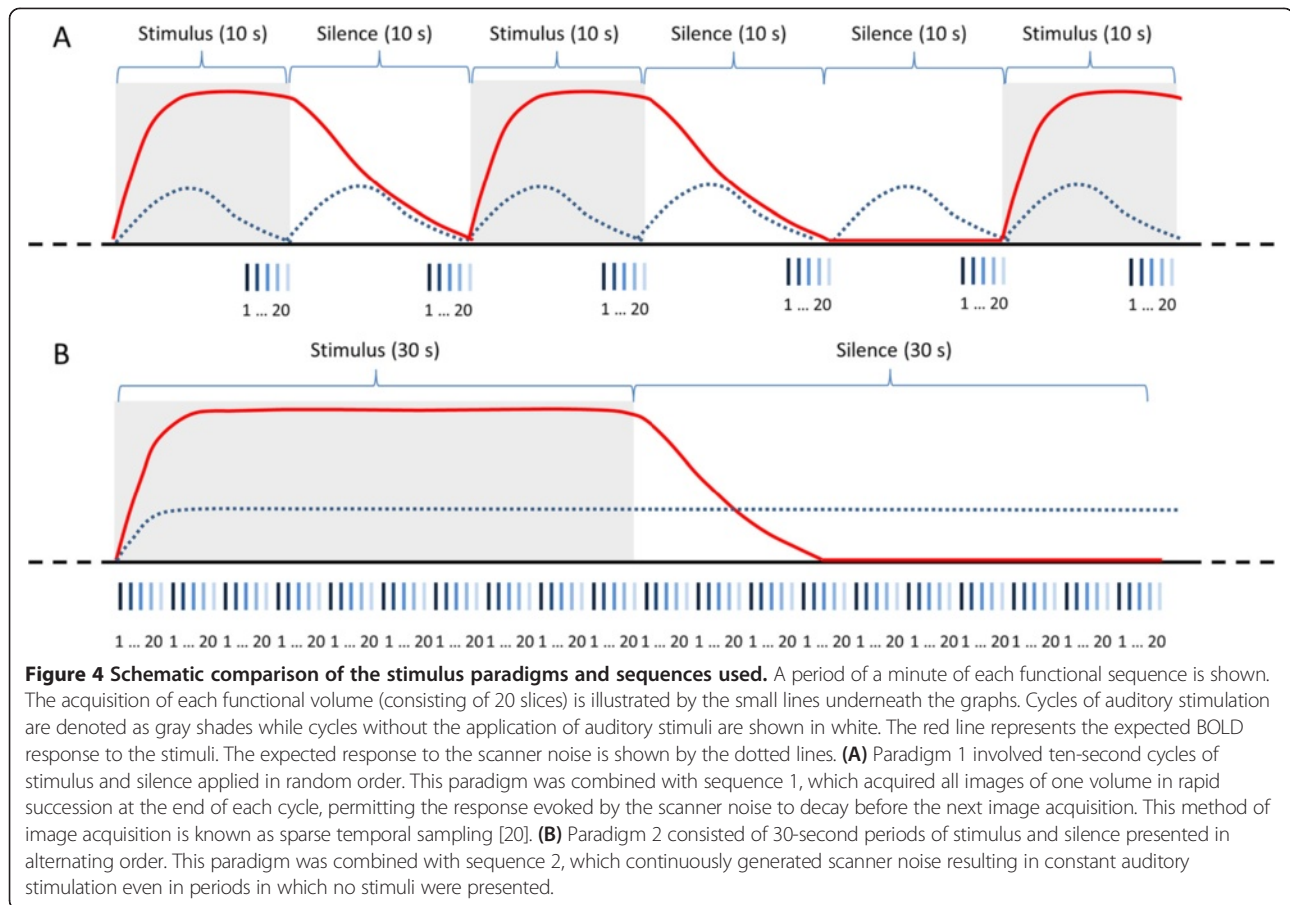 A
Stimulus (10 s) Silence (10 s) Stimulus (10 s) Silence (10 s) Silence (10 s) Stimulus (10 s)
1 ... 20 1 ... 20 1 ... 20 1 ... 20 1 ... 20 1 ... 20
B
Stimulus (30 s) Silence (30 s)
1 ... 20 1 ... 20 1 ... 20 1 ... 20 1 ... 20 1 ... 20 1 ... 20 1 ... 20 1 ... 20 1 ... 20 1 ... 20 1 ... 20 1 ... 20 1 ... 20 1 ... 20 1 ... 20 1 ... 20 1 ... 20 1 ... 20 1 ... 20
Figure 4 Schematic comparison of the stimulus paradigms and sequences used. A period of a minute of each functional sequence is shown.
The acquisition of each functional volume (consisting of 20 slices) is illustrated by the small lines underneath the graphs. Cycles of auditory stimulation
are denoted as gray shades while cycles without the application of auditory stimuli are shown in white. The red line represents the expected BOLD
response to the stimuli. The expected response to the scanner noise is shown by the dotted lines. (A) Paradigm 1 involved ten-second cycles of
stimulus and silence applied in random order. This paradigm was combined with sequence 1, which acquired all images of one volume in rapid
succession at the end of each cycle, permitting the response evoked by the scanner noise to decay before the next image acquisition. This method of
image acquisition is known as sparse temporal sampling [20]. (B) Paradigm 2 consisted of 30-second periods of stimulus and silence presented in
alternating order. This paradigm was combined with sequence 2, which continuously generated scanner noise resulting in constant auditory
stimulation even in periods in which no stimuli were presented.